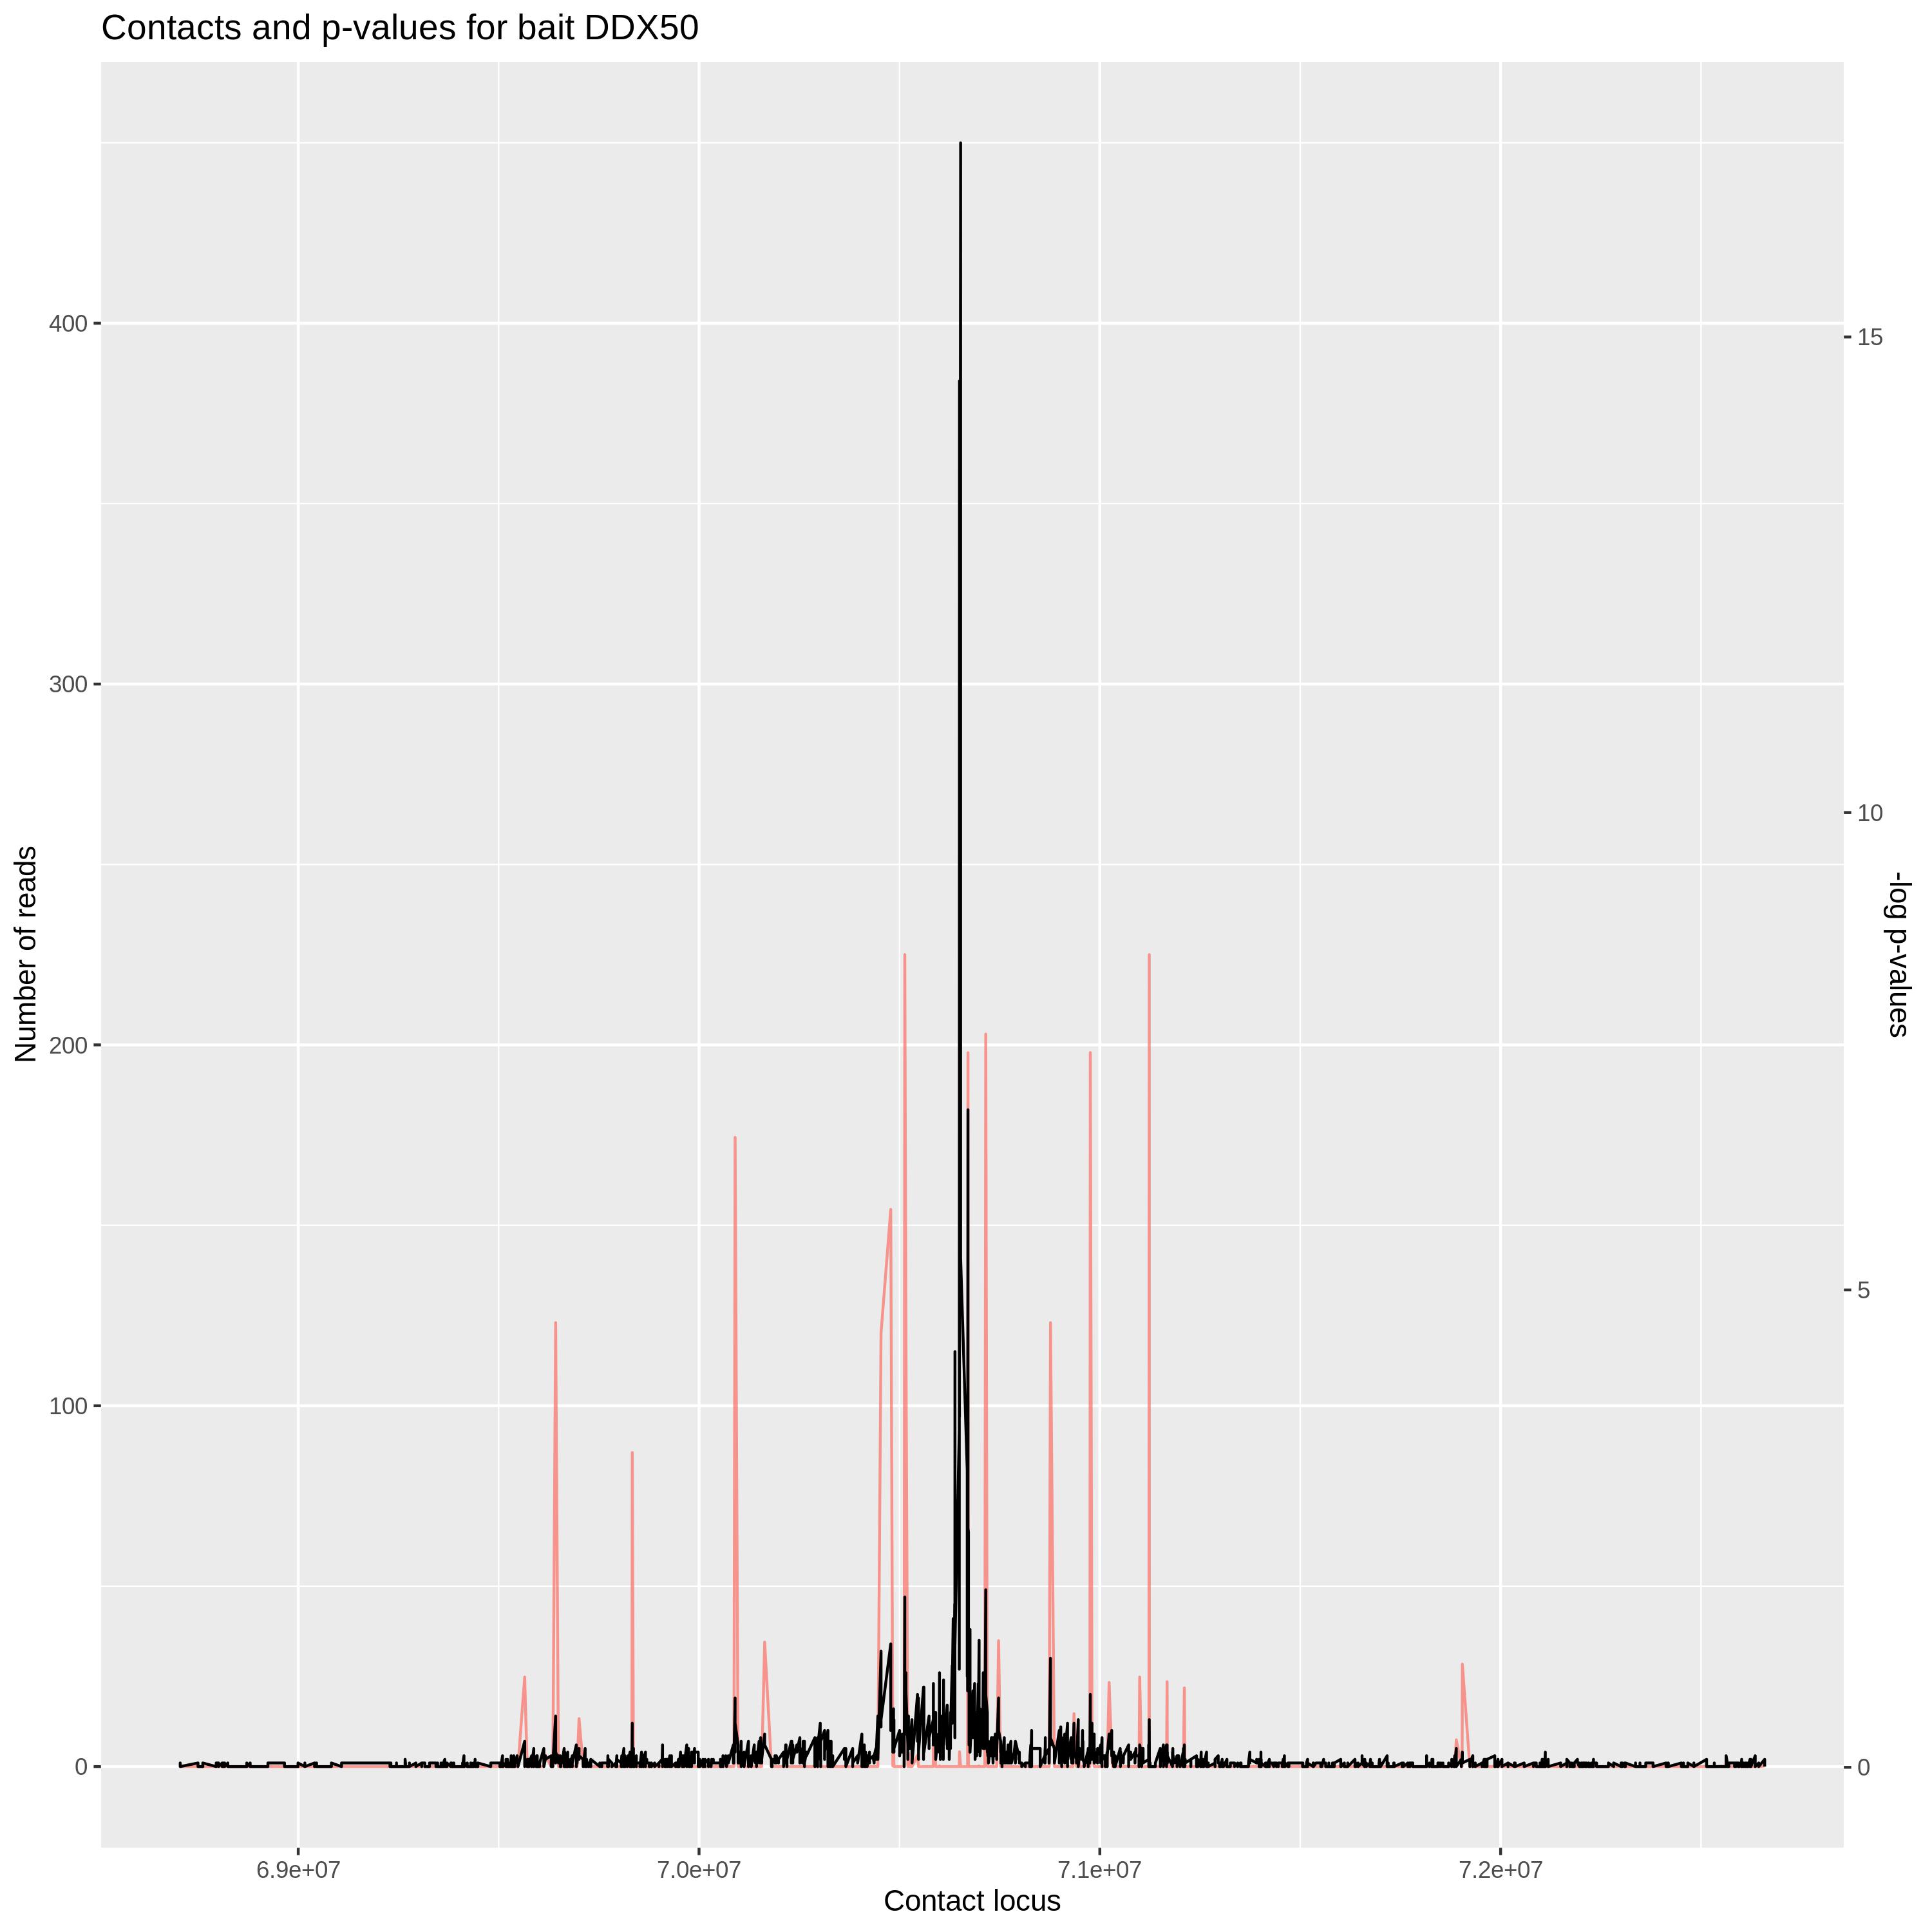 Contacts and p-values for bait DDX50
400
300
200
100
0
Number of reads
15
10
5
0
-log p-values
6.9e+07
7.0e+07
7.1e+07
7.2e+07
Contact locus